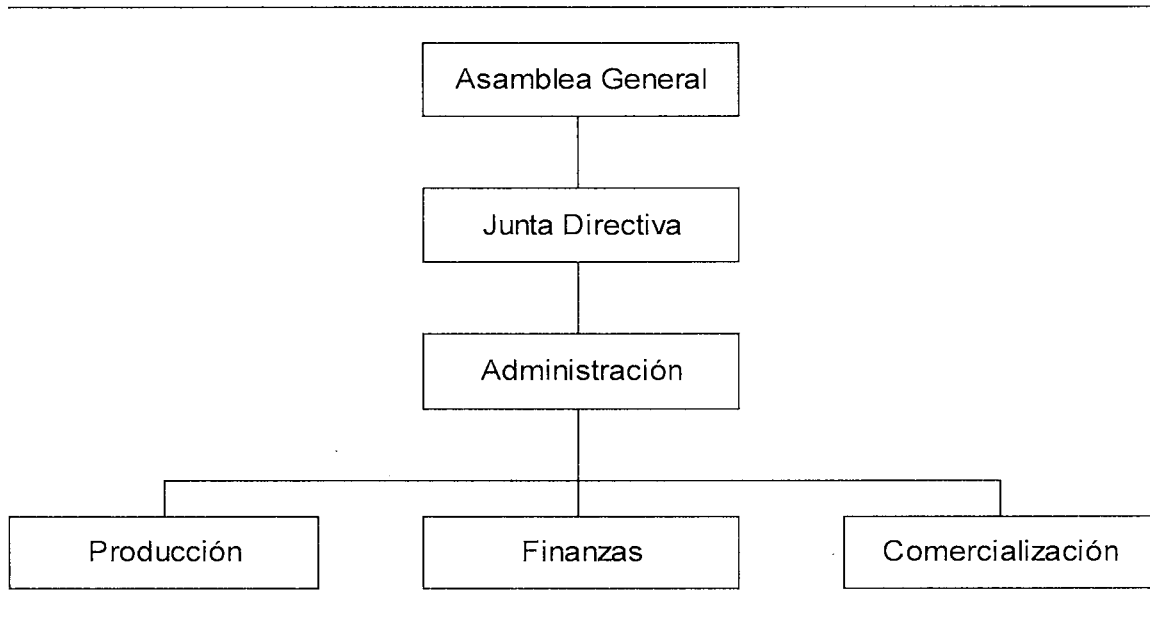 Asamblea General
Junta Directiva
Administración
Producción
Finanzas
Comercialización